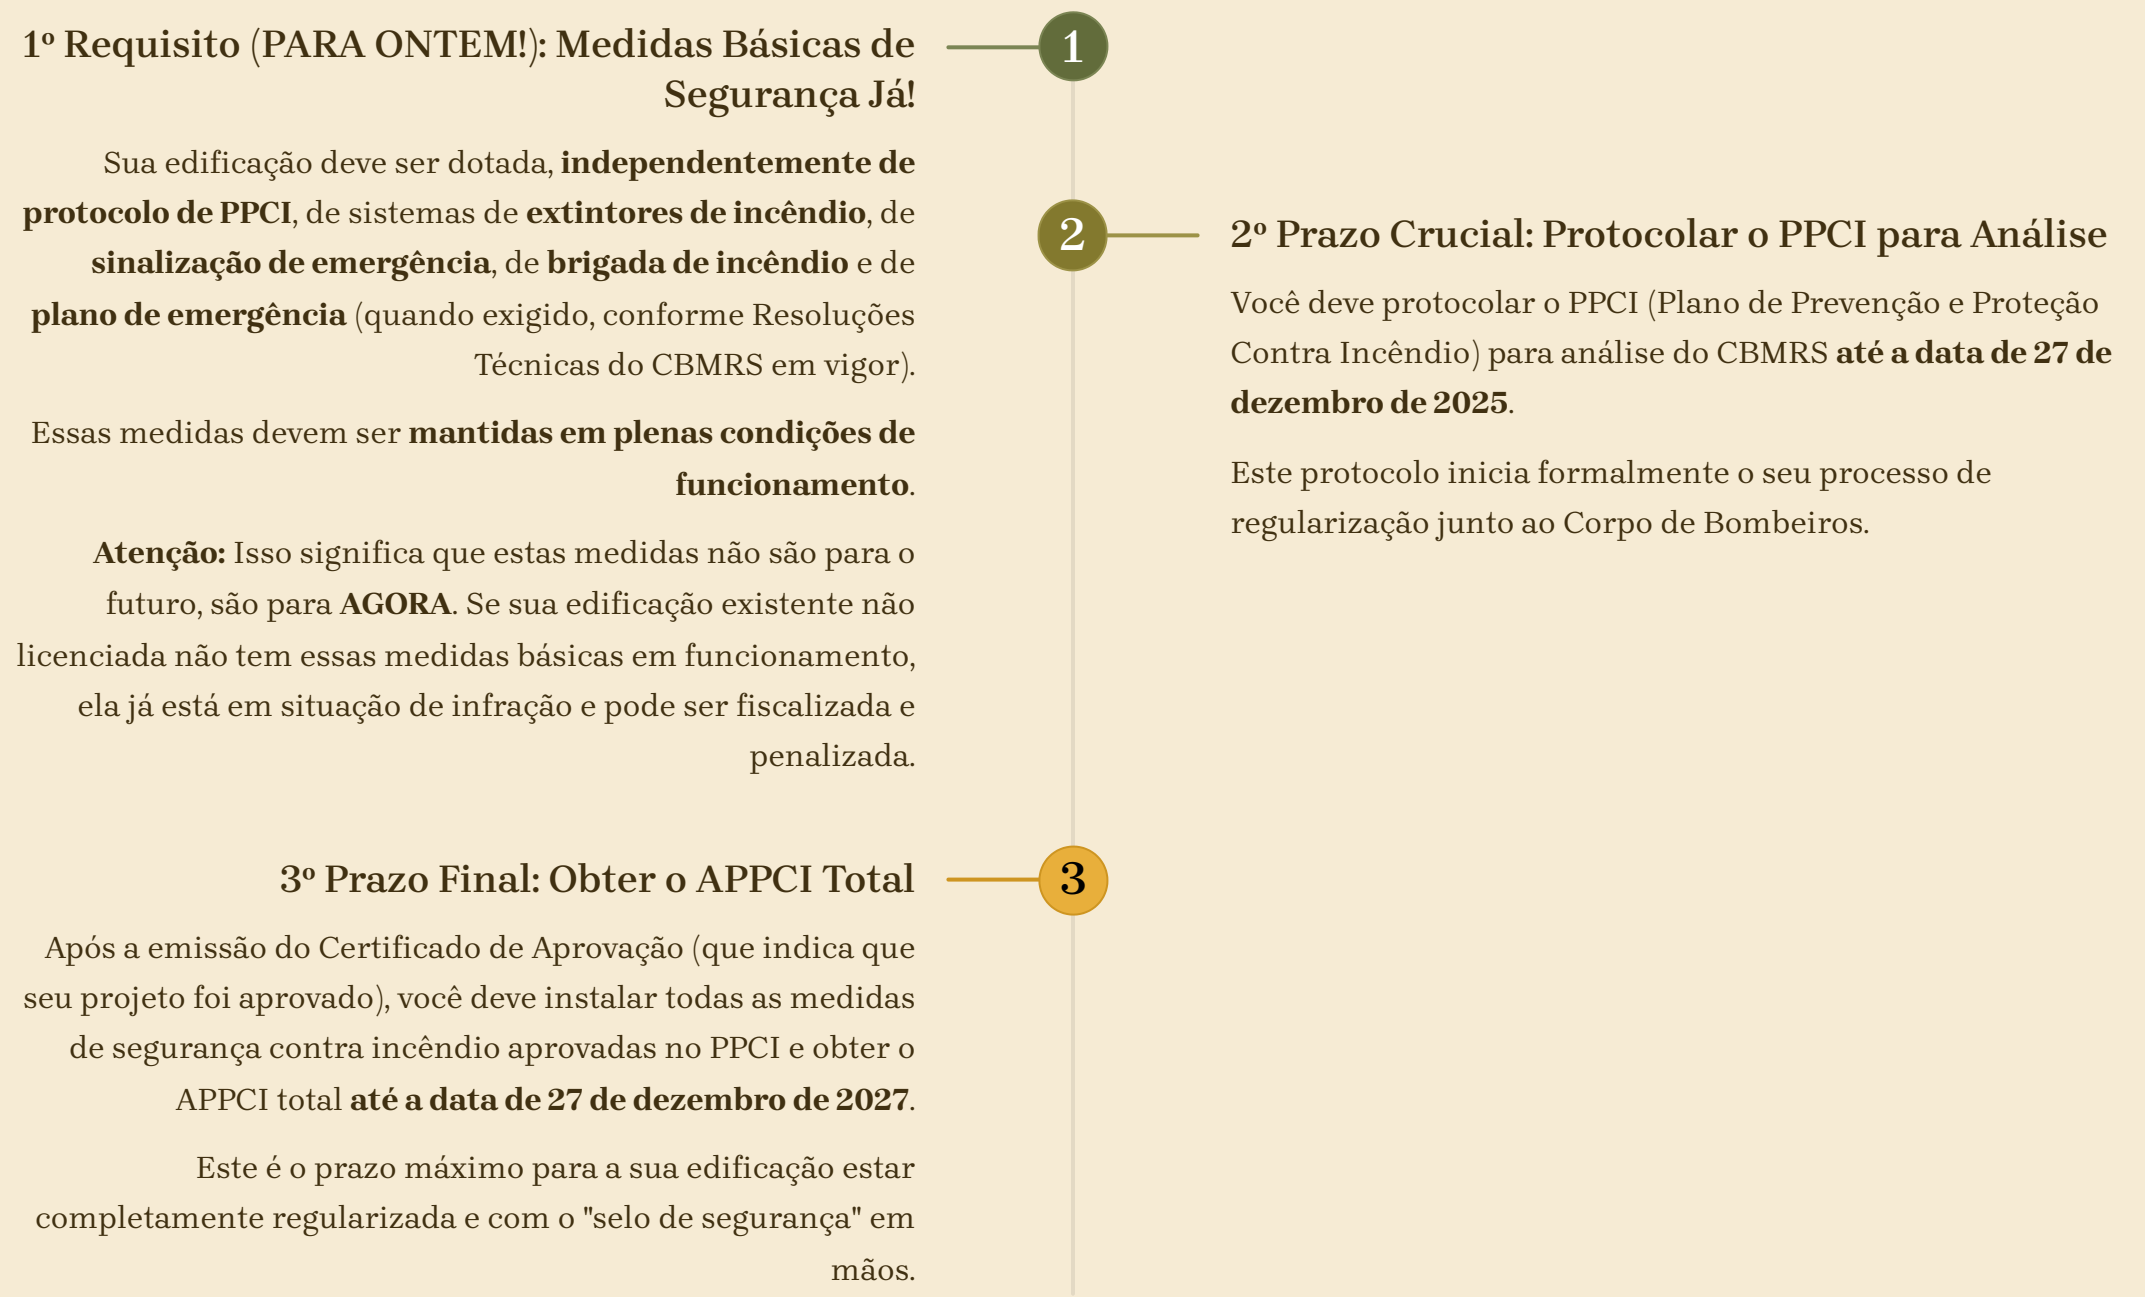 1º Requisito (PARA ONTEM!): Medidas Básicas de
Segurança Já!
1
Sua edificação deve ser dotada, independentemente de
protocolo de PPCI, de sistemas de extintores de incêndio, de
sinalização de emergência, de brigada de incêndio e de
plano de emergência (quando exigido, conforme Resoluções
Técnicas do CBMRS em vigor).
Essas medidas devem ser mantidas em plenas condições de
funcionamento.
Atenção: Isso significa que estas medidas não são para o
futuro, são para AGORA. Se sua edificação existente não
licenciada não tem essas medidas básicas em funcionamento,
ela já está em situação de infração e pode ser fiscalizada e
penalizada.
2
2º Prazo Crucial: Protocolar o PPCI para Análise
Você deve protocolar o PPCI (Plano de Prevenção e Proteção
Contra Incêndio) para análise do CBMRS até a data de 27 de
dezembro de 2025.
Este protocolo inicia formalmente o seu processo de
regularização junto ao Corpo de Bombeiros.
3º Prazo Final: Obter o APPCI Total
3
Após a emissão do Certificado de Aprovação (que indica que
seu projeto foi aprovado), você deve instalar todas as medidas
de segurança contra incêndio aprovadas no PPCI e obter o
APPCI total até a data de 27 de dezembro de 2027.
Este é o prazo máximo para a sua edificação estar
completamente regularizada e com o "selo de segurança" em
mãos.